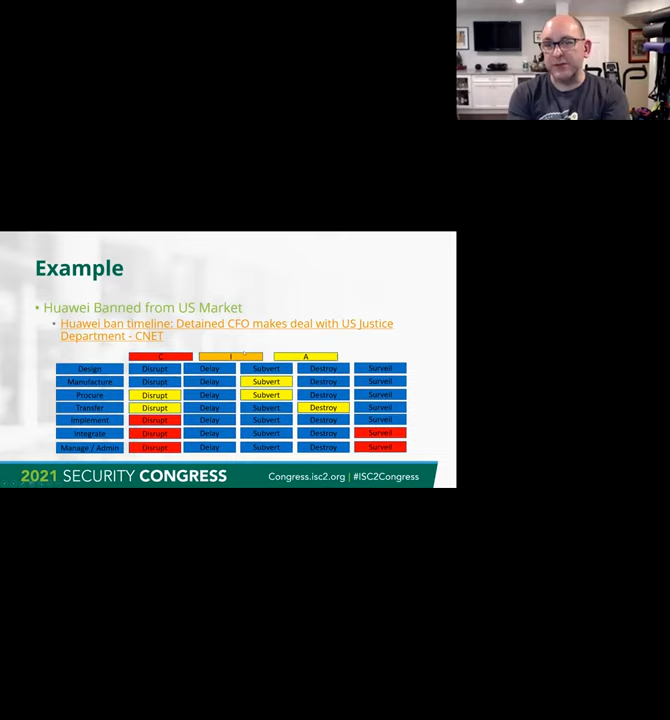 Example
• Huawei Banned from US Market
• Huawei ban timeline: Detained CFO makes deal with US Justice
Department - CNET
C I A
Design Disrupt Delay Subvert Destroy Surveil
Manufacture Disrupt Delay Subvert Destroy Surveil
Procure Disrupt Delay Subvert Destroy Surveil
Transfer Disrupt Delay Subvert Destroy Surveil
Implement Disrupt Delay Subvert Destroy Surveil
Integrate Disrupt Delay Subvert Destroy Surveil
Manage / Admin Disrupt Delay Subvert Destroy Surveil
2021 SECURITY CONGRESS
Congress.isc2.org | #ISC2Congress